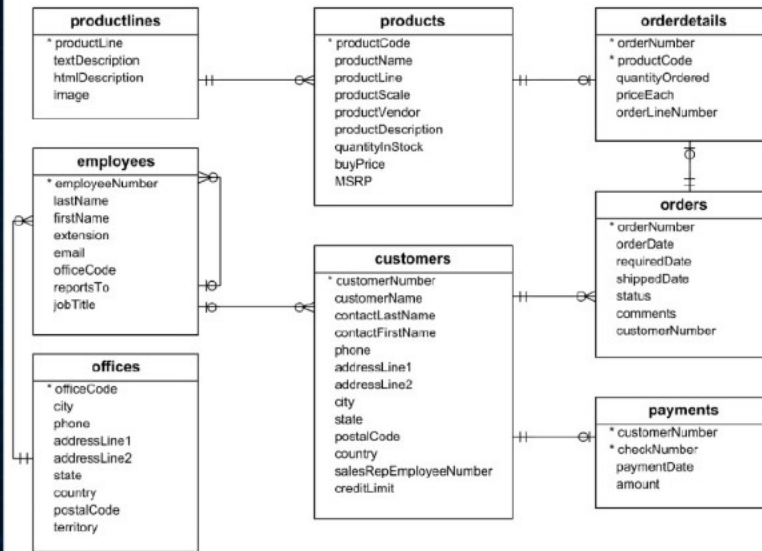 productlines
* productLine
textDescription
htmlDescription
image
products
* productCode
productName
productLine
productScale
productVendor
productDescription
quantityInStock
buyPrice
MSRP
orderdetails
* orderNumber
* productCode
quantityOrdered
priceEach
orderLineNumber
employees
* employeeNumber
lastName
firstName
extension
email
officeCode
reportsTo
jobTitle
customers
* customerNumber
customerName
contactLastName
contactFirstName
phone
addressLine1
addressLine2
city
state
postalCode
country
salesRepEmployeeNumber
creditLimit
orders
* orderNumber
orderDate
requiredDate
shippedDate
status
comments
customerNumber
offices
* officeCode
city
phone
addressLine1
addressLine2
state
country
postalCode
territory
payments
* customerNumber
* checkNumber
paymentDate
amount